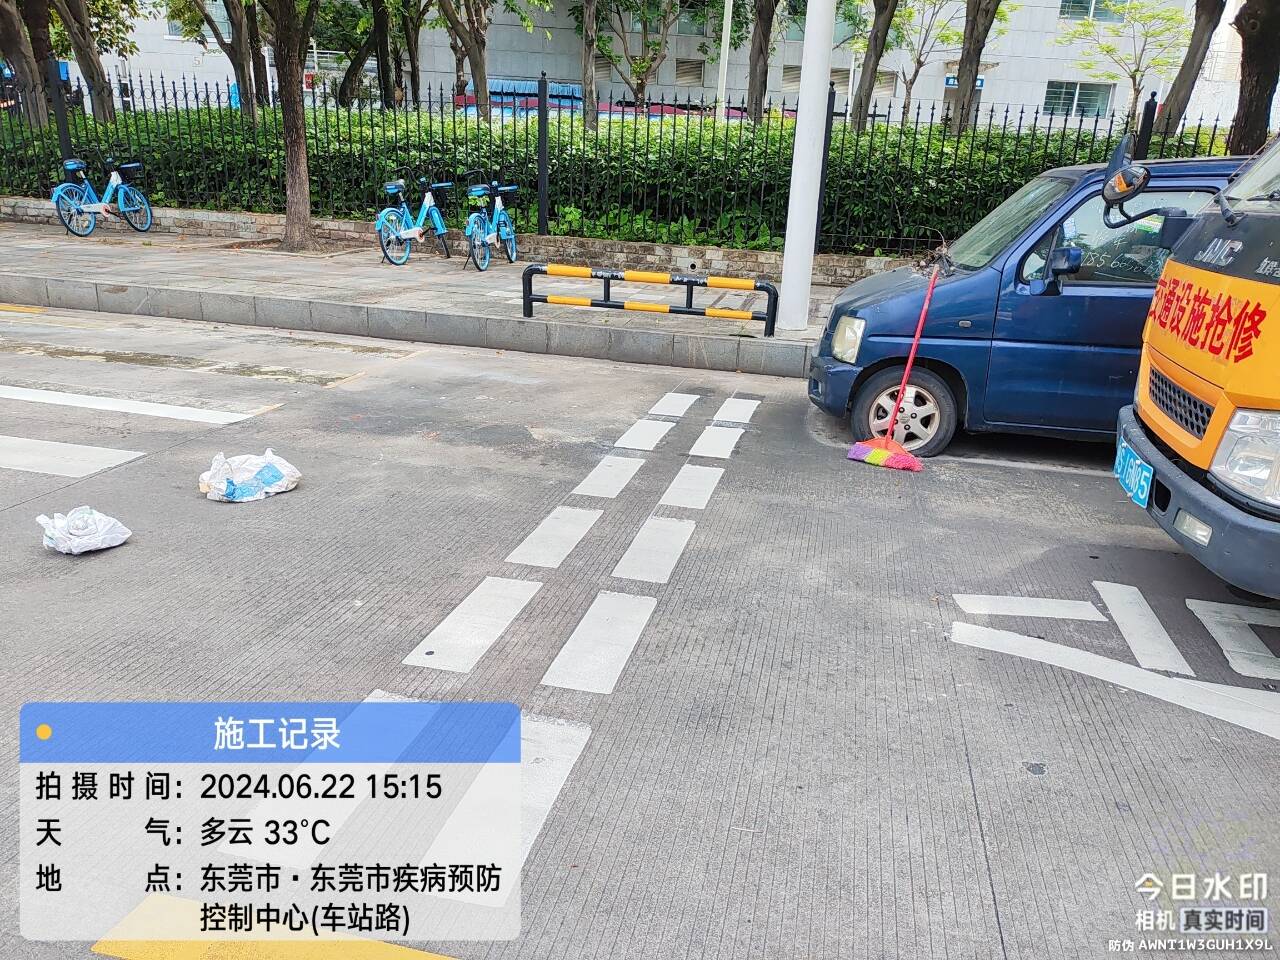 JMC
交通设施抢修
施工记录
拍摄时间：2024.06.22 15:15
天气：多云 33°C
地点：东莞市·东莞市疾病预防
控制中心(车站路)
今日水印
相机 真实时间
防伪 AWNT1W3GUH1X9L